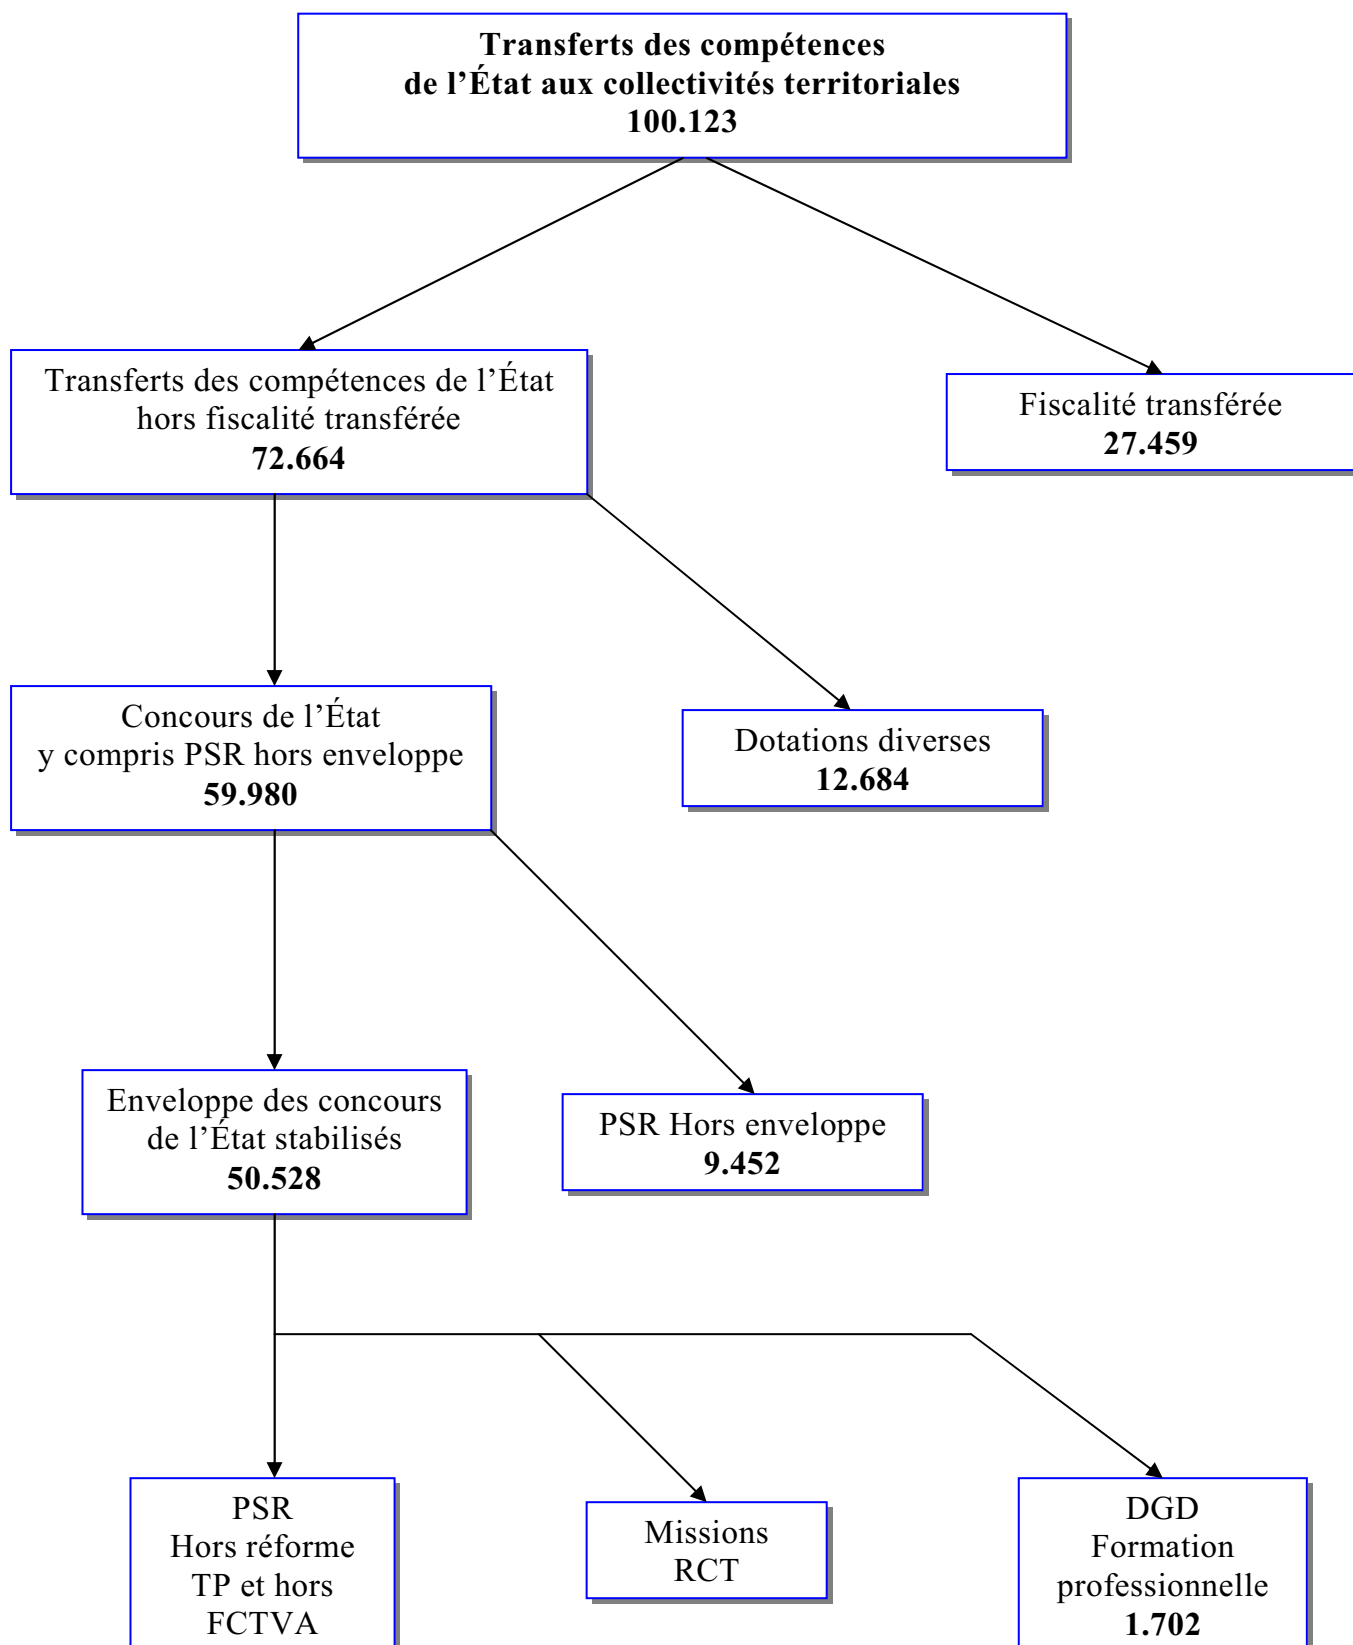 Transferts des compétences
de l’État aux collectivités territoriales
100.123
Transferts des compétences de l’État
hors fiscalité transférée
72.664
Fiscalité transférée
27.459
Concours de l’État
y compris PSR hors enveloppe
59.980
Dotations diverses
12.684
Enveloppe des concours
de l’État stabilisés
50.528
PSR Hors enveloppe
9.452
PSR
Hors réforme
TP et hors
FCTVA
Missions
RCT
DGD
Formation
professionnelle
1.702